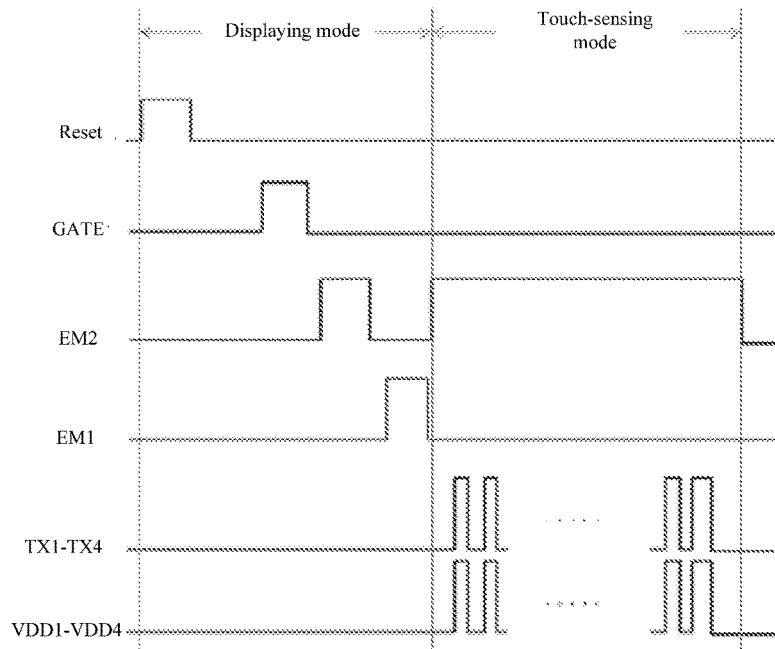 Displaying mode
Touch-sensing
mode
Reset
GATE
EM2
EM1
TX1-TX4
VDD1-VDD4